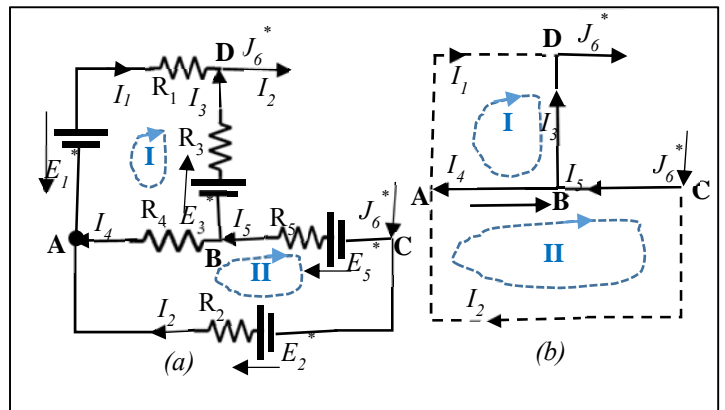 D J₆*
I₁ R₁ I₃ I₂
E₁ * I R₃
A I₄ R₄ E₃ * I₅ R₅ J₆* C
B II E₅ *
I₂ R₂ E₂ *
(a)
D J₆*
I₁
I I₃
I₄ I₅ J₆*
A B C
II
I₂
(b)